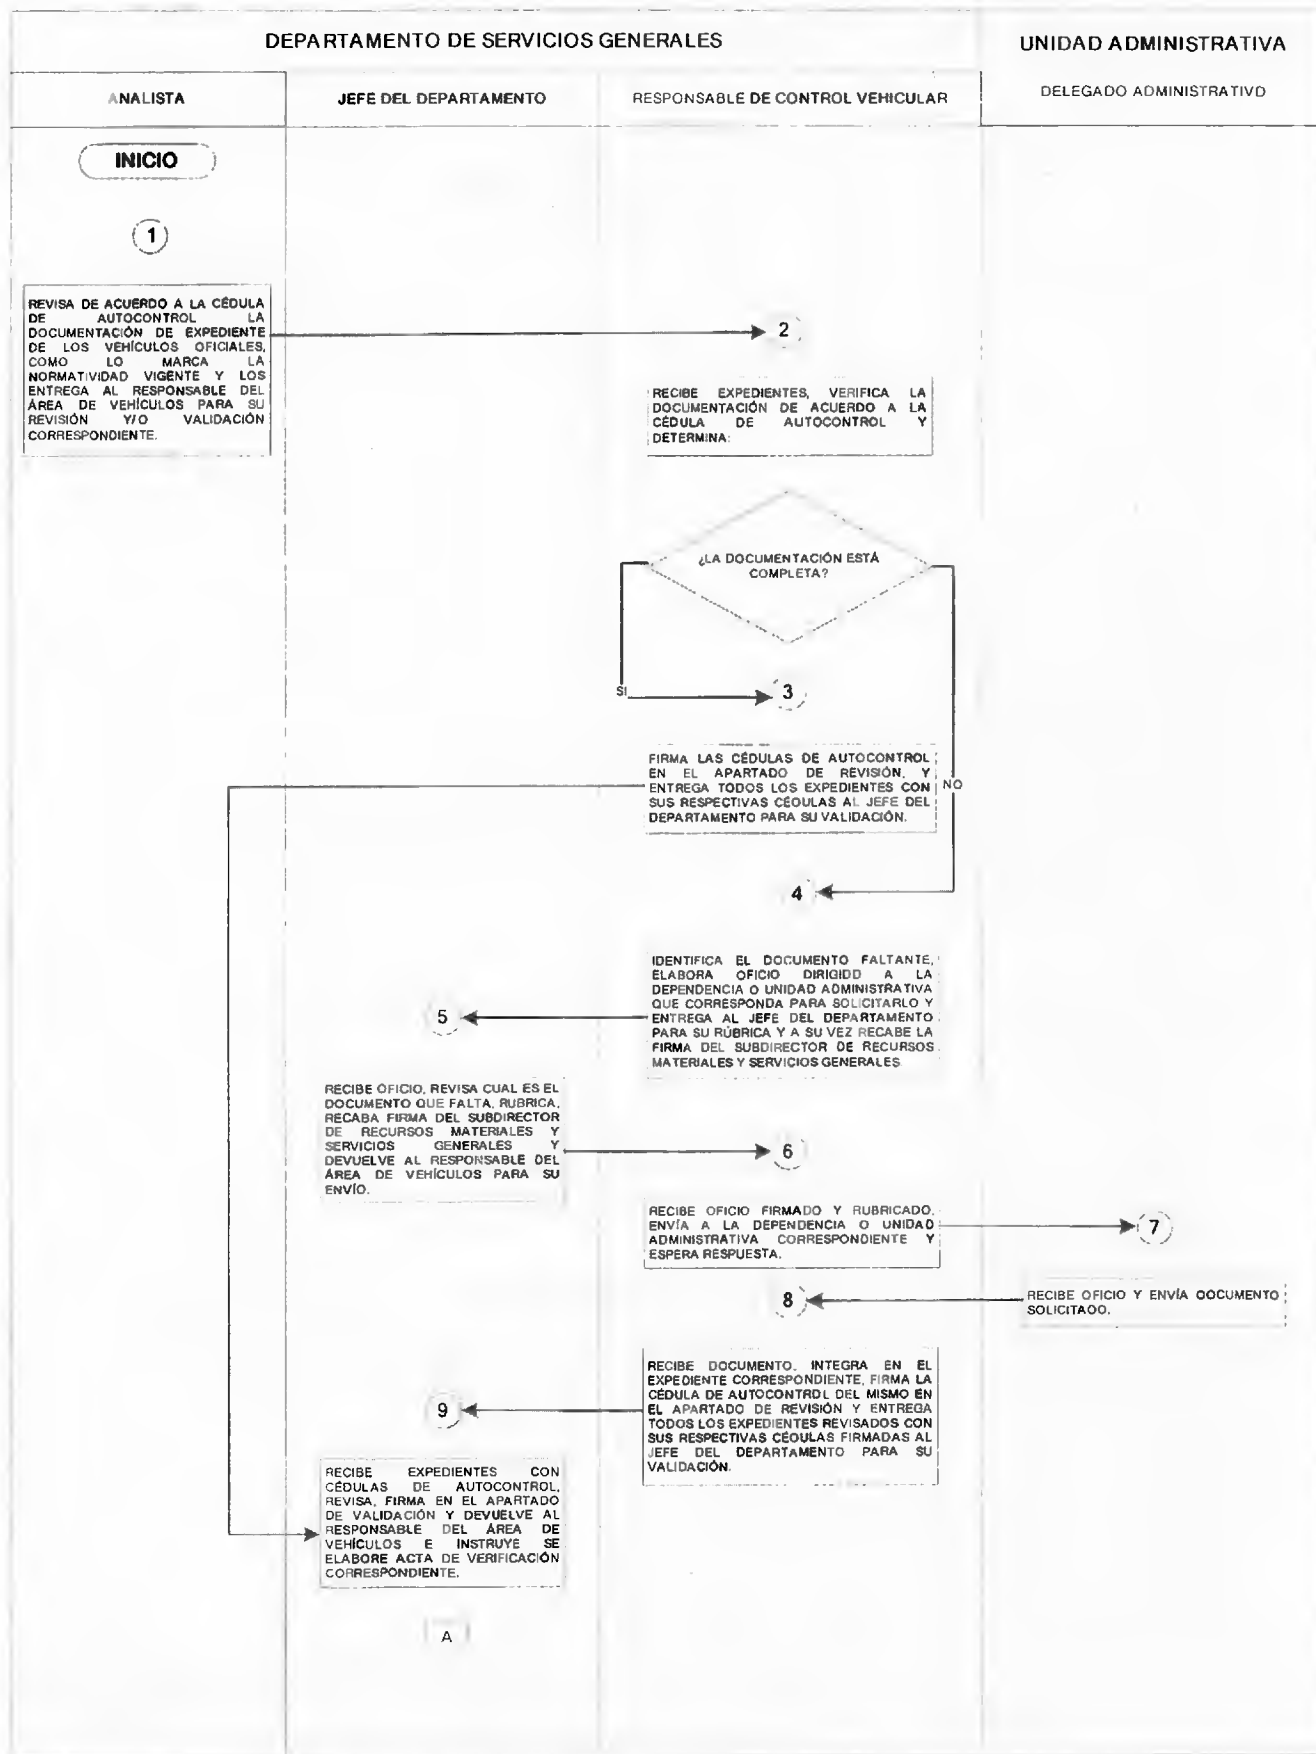 DEPARTAMENTO DE SERVICIOS GENERALES
UNIDAD ADMINISTRATIVA
ANALISTA
JEFE DEL DEPARTAMENTO
RESPONSABLE DE CONTROL VEHICULAR
DELEGADO ADMINISTRATIVO
INICIO
1
REVISA DE ACUERDO A LA CÉDULA
DE AUTOCONTROL LA
DOCUMENTACIÓN DE EXPEDIENTE
DE LOS VEHÍCULOS OFICIALES,
COMO LO MARCA LA
NORMATIVIDAD VIGENTE Y LOS
ENTREGA AL RESPONSABLE DEL
ÁREA DE VEHÍCULOS PARA SU
REVISIÓN Y/O VALIDACIÓN
CORRESPONDIENTE.
2
RECIBE EXPEDIENTES, VERIFICA LA
DOCUMENTACIÓN DE ACUERDO A LA
CÉDULA DE AUTOCONTROL Y
DETERMINA:
¿LA DOCUMENTACIÓN ESTÁ
COMPLETA?
SI
3
FIRMA LAS CÉDULAS DE AUTOCONTROL
EN EL APARTADO DE REVISIÓN, Y
ENTREGA TODOS LOS EXPEDIENTES CON
SUS RESPECTIVAS CÉDULAS AL JEFE DEL
DEPARTAMENTO PARA SU VALIDACIÓN.
NO
4
IDENTIFICA EL DOCUMENTO FALTANTE,
ELABORA OFICIO DIRIGIDO A LA
DEPENDENCIA O UNIDAD ADMINISTRATIVA
QUE CORRESPONDA PARA SOLICITARLO Y
ENTREGA AL JEFE DEL DEPARTAMENTO
PARA SU RÚBRICA Y A SU VEZ RECABE LA
FIRMA DEL SUBDIRECTOR DE RECURSOS
MATERIALES Y SERVICIOS GENERALES
5
RECIBE OFICIO, REVISA CUAL ES EL
DOCUMENTO QUE FALTA, RUBRICA,
RECABA FIRMA DEL SUBDIRECTOR
DE RECURSOS MATERIALES Y
SERVICIOS GENERALES Y
DEVUELVE AL RESPONSABLE DEL
ÁREA DE VEHÍCULOS PARA SU
ENVÍO.
6
RECIBE OFICIO FIRMADO Y RUBRICADO,
ENVÍA A LA DEPENDENCIA O UNIDAD
ADMINISTRATIVA CORRESPONDIENTE Y
ESPERA RESPUESTA.
7
RECIBE OFICIO Y ENVÍA DOCUMENTO
SOLICITADO.
8
RECIBE DOCUMENTO, INTEGRA EN EL
EXPEDIENTE CORRESPONDIENTE, FIRMA LA
CÉDULA DE AUTOCONTROL DEL MISMO EN
EL APARTADO DE REVISIÓN Y ENTREGA
TODOS LOS EXPEDIENTES REVISADOS CON
SUS RESPECTIVAS CÉDULAS FIRMADAS AL
JEFE DEL DEPARTAMENTO PARA SU
VALIDACIÓN.
9
RECIBE EXPEDIENTES CON
CÉDULAS DE AUTOCONTROL,
REVISA, FIRMA EN EL APARTADO
DE VALIDACIÓN Y DEVUELVE AL
RESPONSABLE DEL ÁREA DE
VEHÍCULOS E INSTRUYE SE
ELABORE ACTA DE VERIFICACIÓN
CORRESPONDIENTE.
A